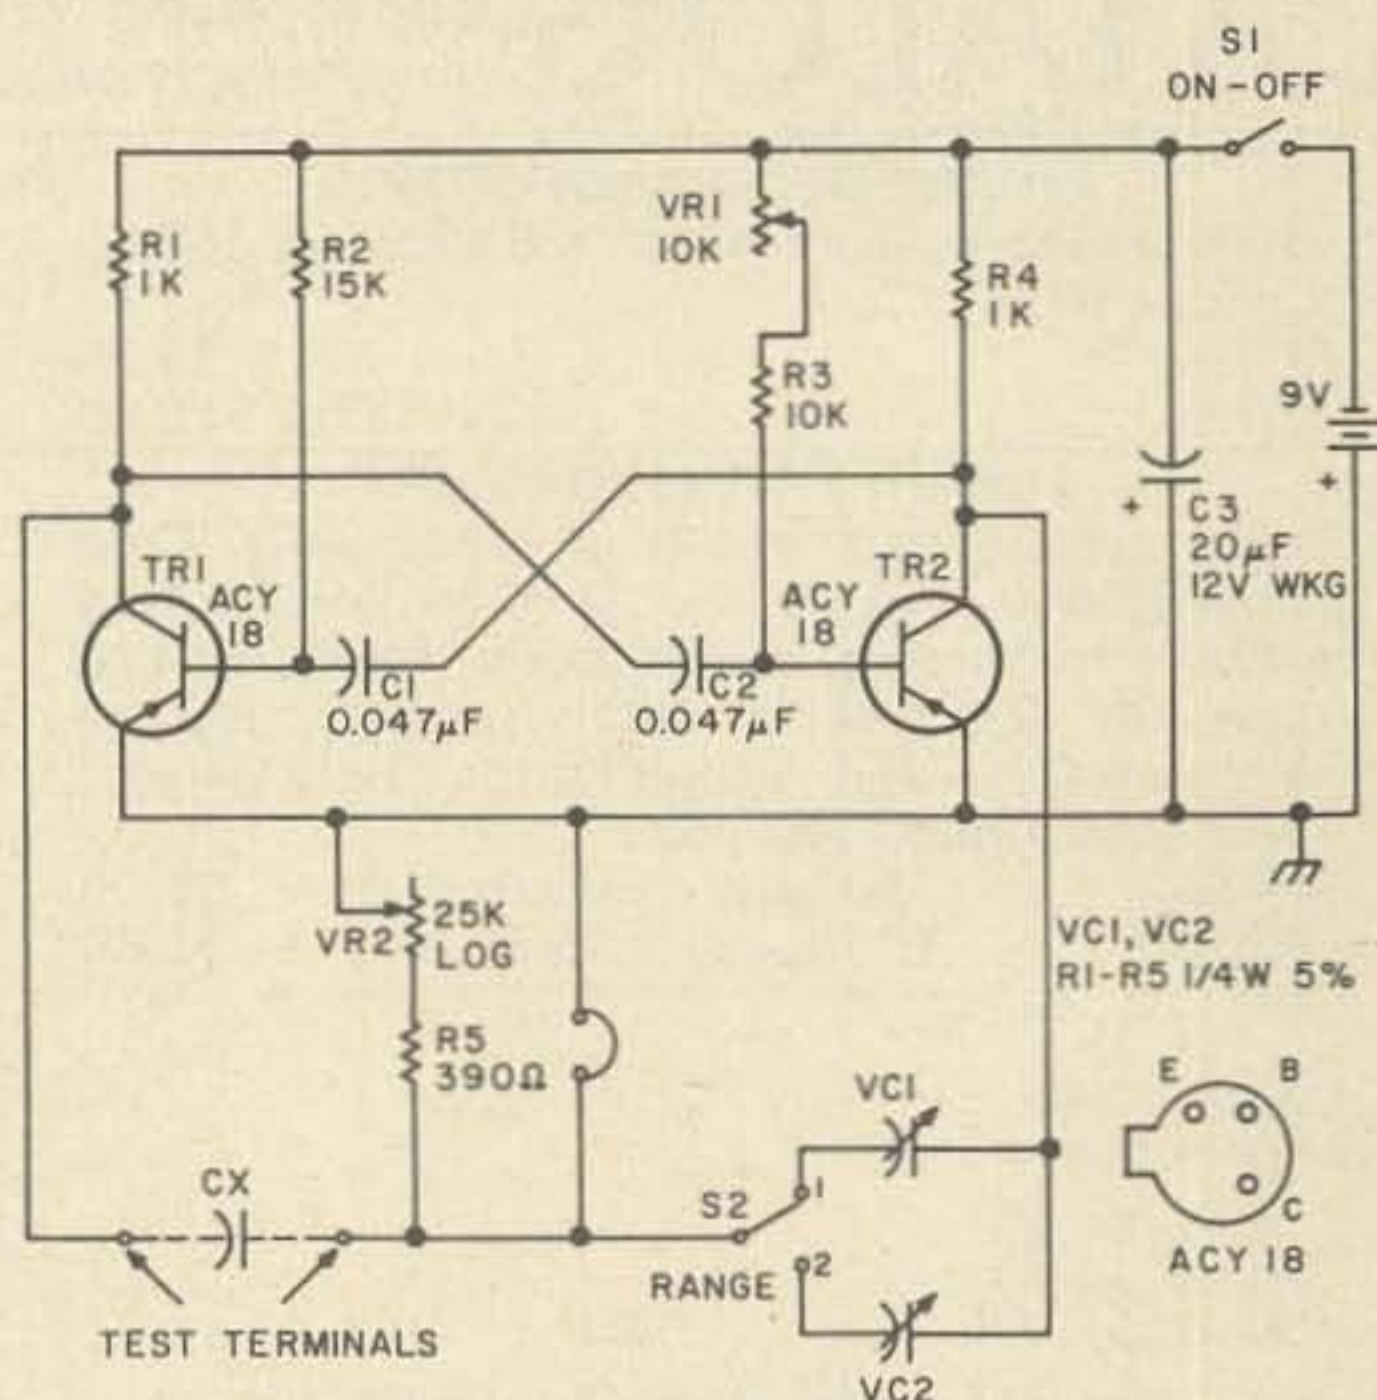 S1
ON-OFF
R1
1K
R2
15K
VR1
10K
R4
1K
R3
10K
9V
+
+
C3
20µF
12V WKG
TR1
ACY
18
TR2
ACY
18
C1
0.047µF
C2
0.047µF
VR2
25K
LOG
VC1, VC2
R1-R5 1/4W 5%
R5
390Ω
E
B
C
ACY 18
VC1
CX
S2
1
2
RANGE
TEST TERMINALS
VC2